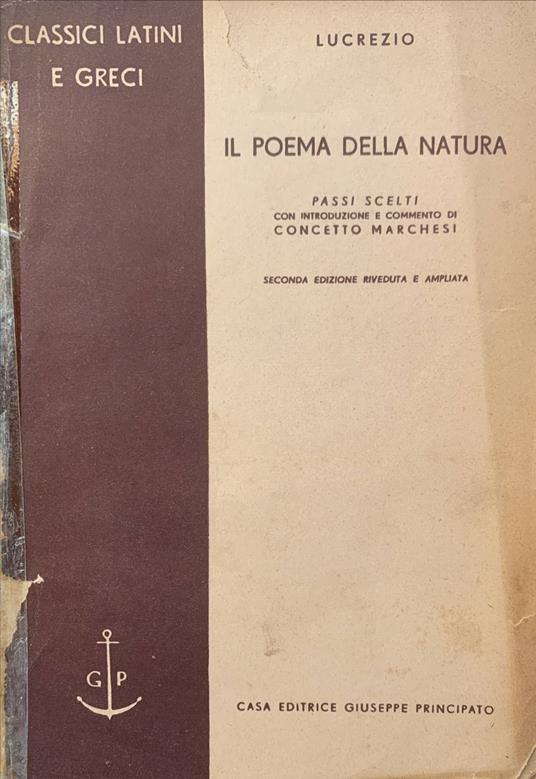 CLASSICI LATINI
E GRECI
LUCREZIO
IL POEMA DELLA NATURA
PASSI SCELTI
CON INTRODUZIONE E COMMENTO DI
CONCETTO MARCHESI
SECONDA EDIZIONE RIVEDUTA E AMPLIATA
G P
CASA EDITRICE GIUSEPPE PRINCIPATO